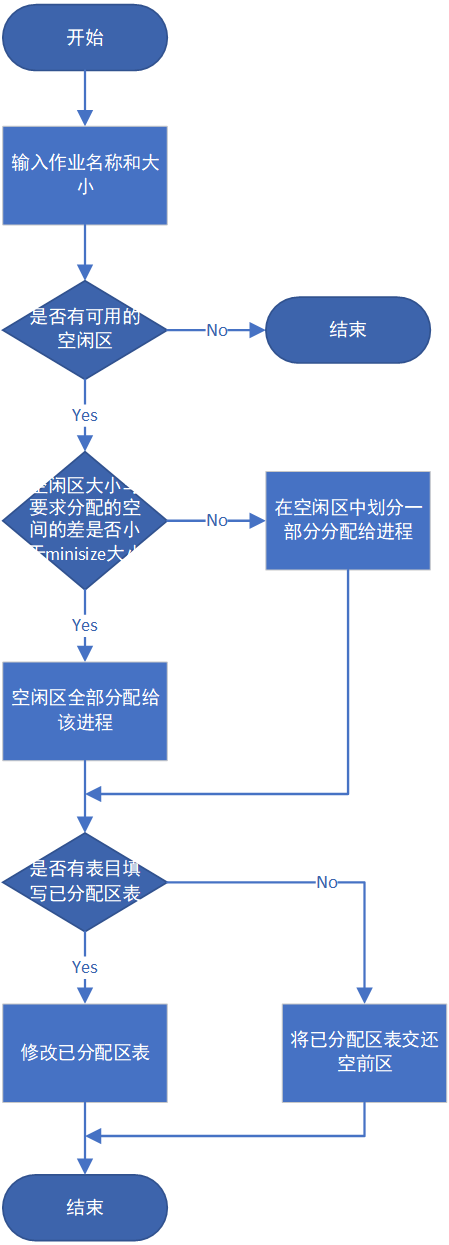 开始
输入作业名称和大
小
是否有可用的
空闲区
No
结束
Yes
空闲区大小与
要求分配的空
间的差是否小
于minisize大小
No
在空闲区中划分一
部分分配给进程
Yes
空闲区全部分配给
该进程
是否有表目填
写已分配区表
No
Yes
修改已分配区表
将已分配区表交还
空前区
结束